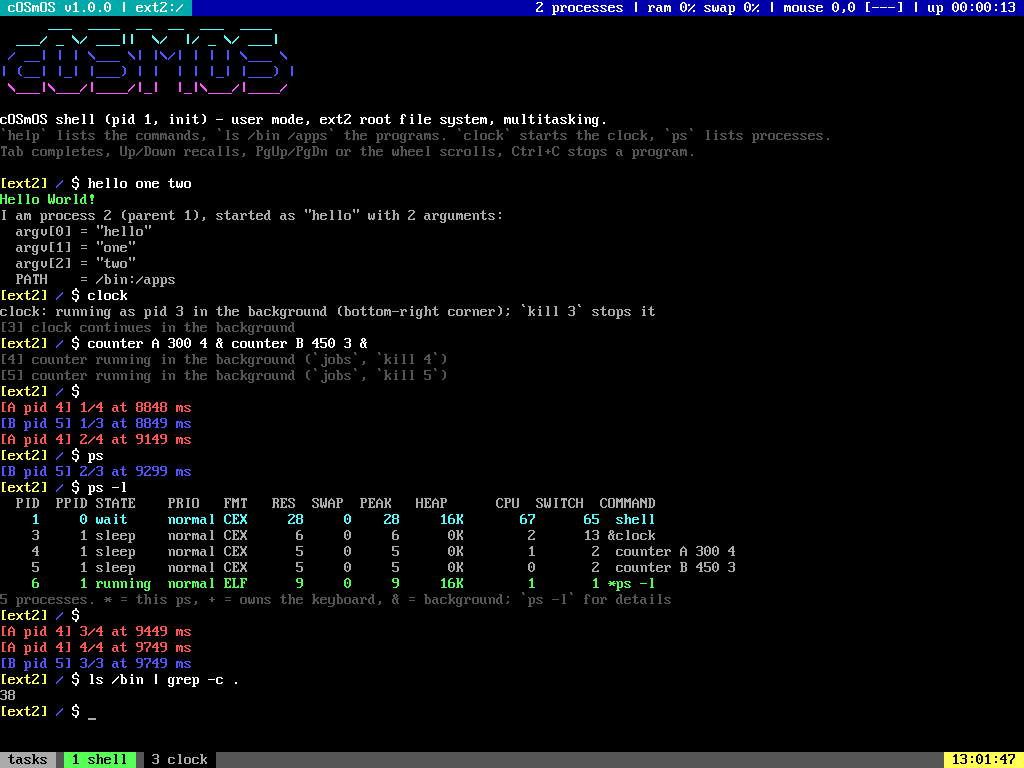 cOSmOS v1.0.0 | ext2:/ 2 processes | ram 0% swap 0% | mouse 0,0 [---] | up 00:00:13
cOSMOS
cOSmOS shell (pid 1, init) - user mode, ext2 root file system, multitasking.
`help` lists the commands, `ls /bin /apps` the programs. `clock` starts the clock, `ps` lists processes.
Tab completes, Up/Down recalls, PgUp/PgDn or the wheel scrolls, Ctrl+C stops a program.
[ext2] / $ hello one two
Hello World!
I am process 2 (parent 1), started as "hello" with 2 arguments:
  argv[0] = "hello"
  argv[1] = "one"
  argv[2] = "two"
  PATH    = /bin:/apps
[ext2] / $ clock
clock: running as pid 3 in the background (bottom-right corner); `kill 3` stops it
[3] clock continues in the background
[ext2] / $ counter A 300 4 & counter B 450 3 &
[4] counter running in the background (`jobs`, `kill 4`)
[5] counter running in the background (`jobs`, `kill 5`)
[ext2] / $
[A pid 4] 1/4 at 8848 ms
[B pid 5] 1/3 at 8849 ms
[A pid 4] 2/4 at 9149 ms
[ext2] / $ ps
[B pid 5] 2/3 at 9299 ms
[ext2] / $ ps -l
  PID  PPID STATE    PRIO   FMT   RES  SWAP  PEAK   HEAP      CPU  SWITCH  COMMAND
    1     0 wait     normal CEX    28     0    28    16K       67      65  shell
    3     1 sleep    normal CEX     6     0     6     0K        2      13 &clock
    4     1 sleep    normal CEX     5     0     5     0K        1       2  counter A 300 4
    5     1 sleep    normal CEX     5     0     5     0K        0       2  counter B 450 3
    6     1 running  normal ELF     9     0     9    16K        1       1 *ps -l
5 processes. * = this ps, + = owns the keyboard, & = background; `ps -l` for details
[ext2] / $
[A pid 4] 3/4 at 9449 ms
[A pid 4] 4/4 at 9749 ms
[B pid 5] 3/3 at 9749 ms
[ext2] / $ ls /bin | grep -c .
38
[ext2] / $ _
tasks 1 shell 3 clock 13:01:47